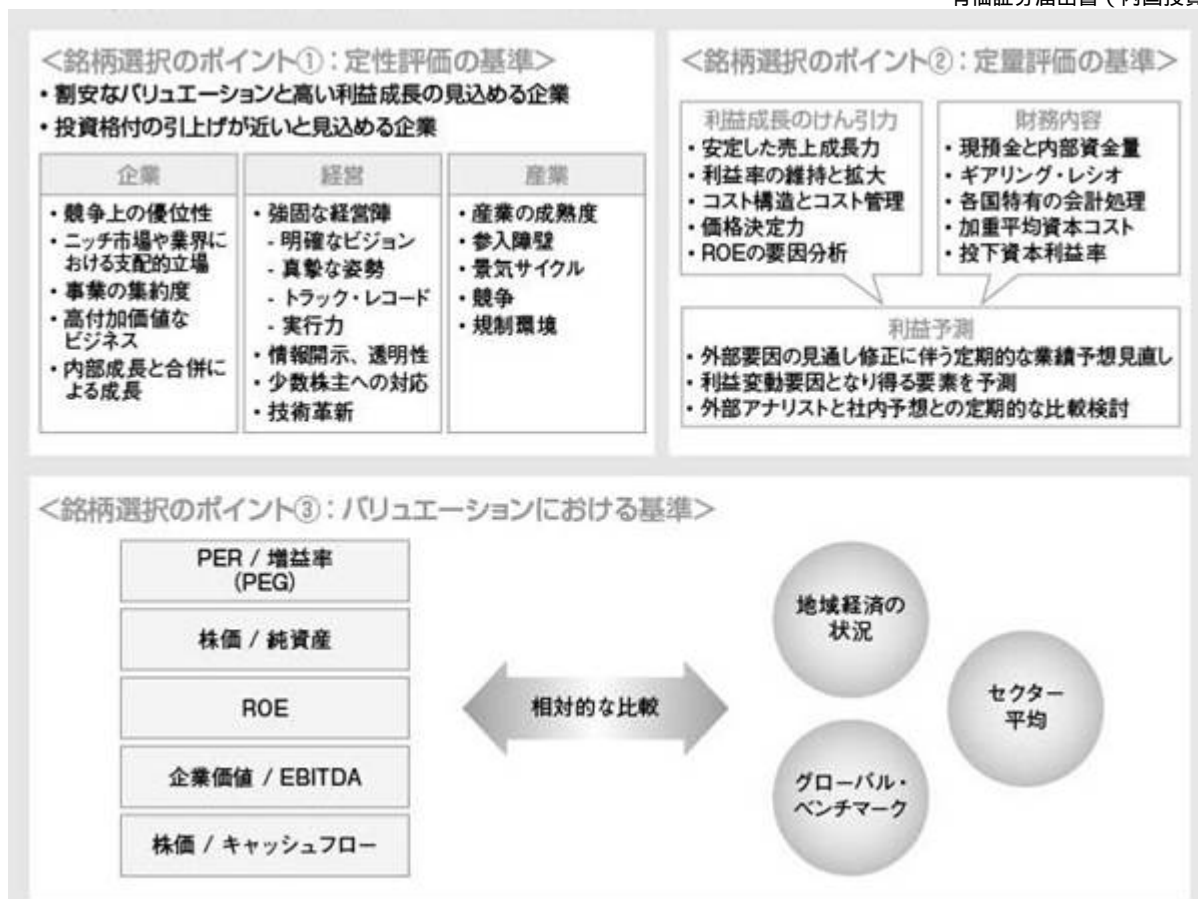 <銘柄選択のポイント①：定性評価の基準>
・割安なバリュエーションと高い利益成長の見込める企業
・投資格付の引上げが近いと見込める企業
企業
・競争上の優位性
・ニッチ市場や業界に
おける支配的立場
・事業の集約度
・高付加価値な
ビジネス
・内部成長と合併に
よる成長
経営
・強固な経営陣
- 明確なビジョン
- 真摯な姿勢
- トラック・レコード
- 実行力
・情報開示、透明性
・少数株主への対応
・技術革新
産業
・産業の成熟度
・参入障壁
・景気サイクル
・競争
・規制環境
<銘柄選択のポイント②：定量評価の基準>
利益成長のけん引力
・安定した売上成長力
・利益率の維持と拡大
・コスト構造とコスト管理
・価格決定力
・ROEの要因分析
財務内容
・現預金と内部資金量
・ギアリング・レシオ
・各国特有の会計処理
・加重平均資本コスト
・投下資本利益率
利益予測
・外部要因の見通し修正に伴う定期的な業績予想見直し
・利益変動要因となり得る要素を予測
・外部アナリストと社内予想との定期的な比較検討
<銘柄選択のポイント③：バリュエーションにおける基準>
PER / 増益率
(PEG)
株価 / 純資産
ROE
企業価値 / EBITDA
株価 / キャッシュフロー
相対的な比較
地域経済の
状況
セクター
平均
グローバル・
ベンチマーク